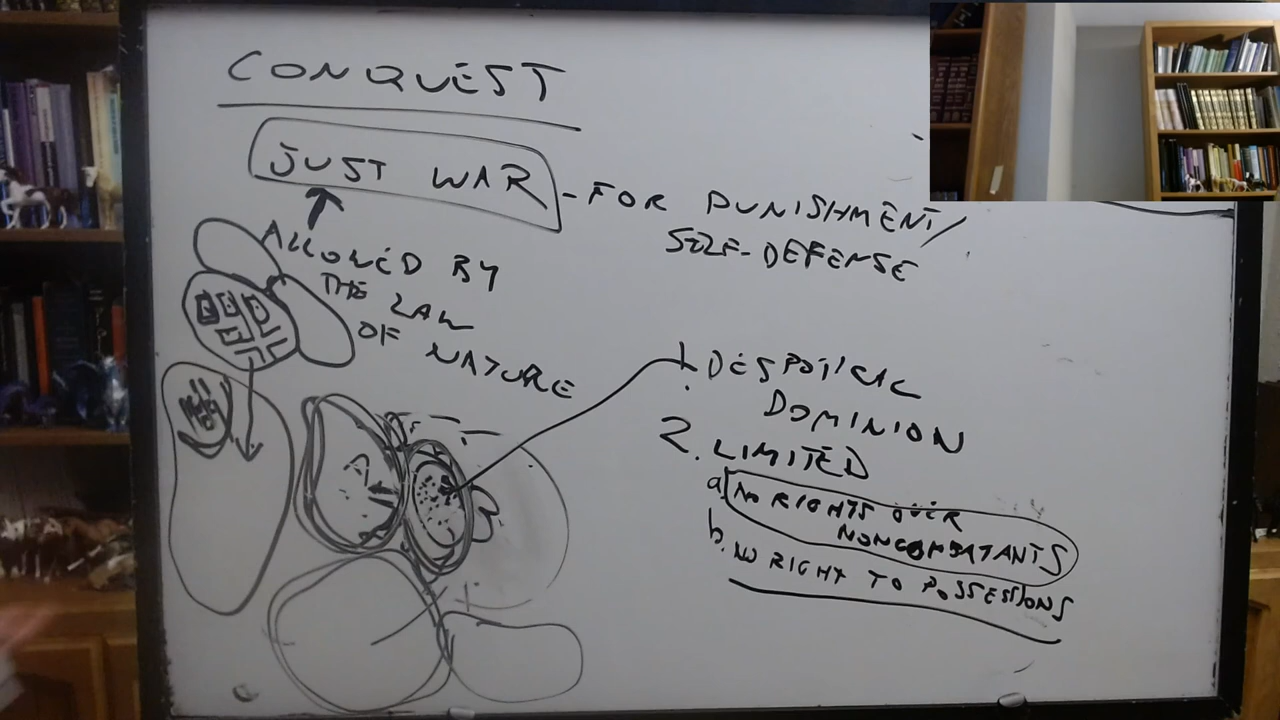 CONQUEST
JUST WAR - FOR PUNISHMENT/
SELF-DEFENSE
ALLOWED BY
THE LAW
OF NATURE
1. DESPOTICAL
DOMINION
2. LIMITED
a. NO RIGHTS OVER
NONCOMBATANTS
b. NO RIGHT TO POSSESSIONS